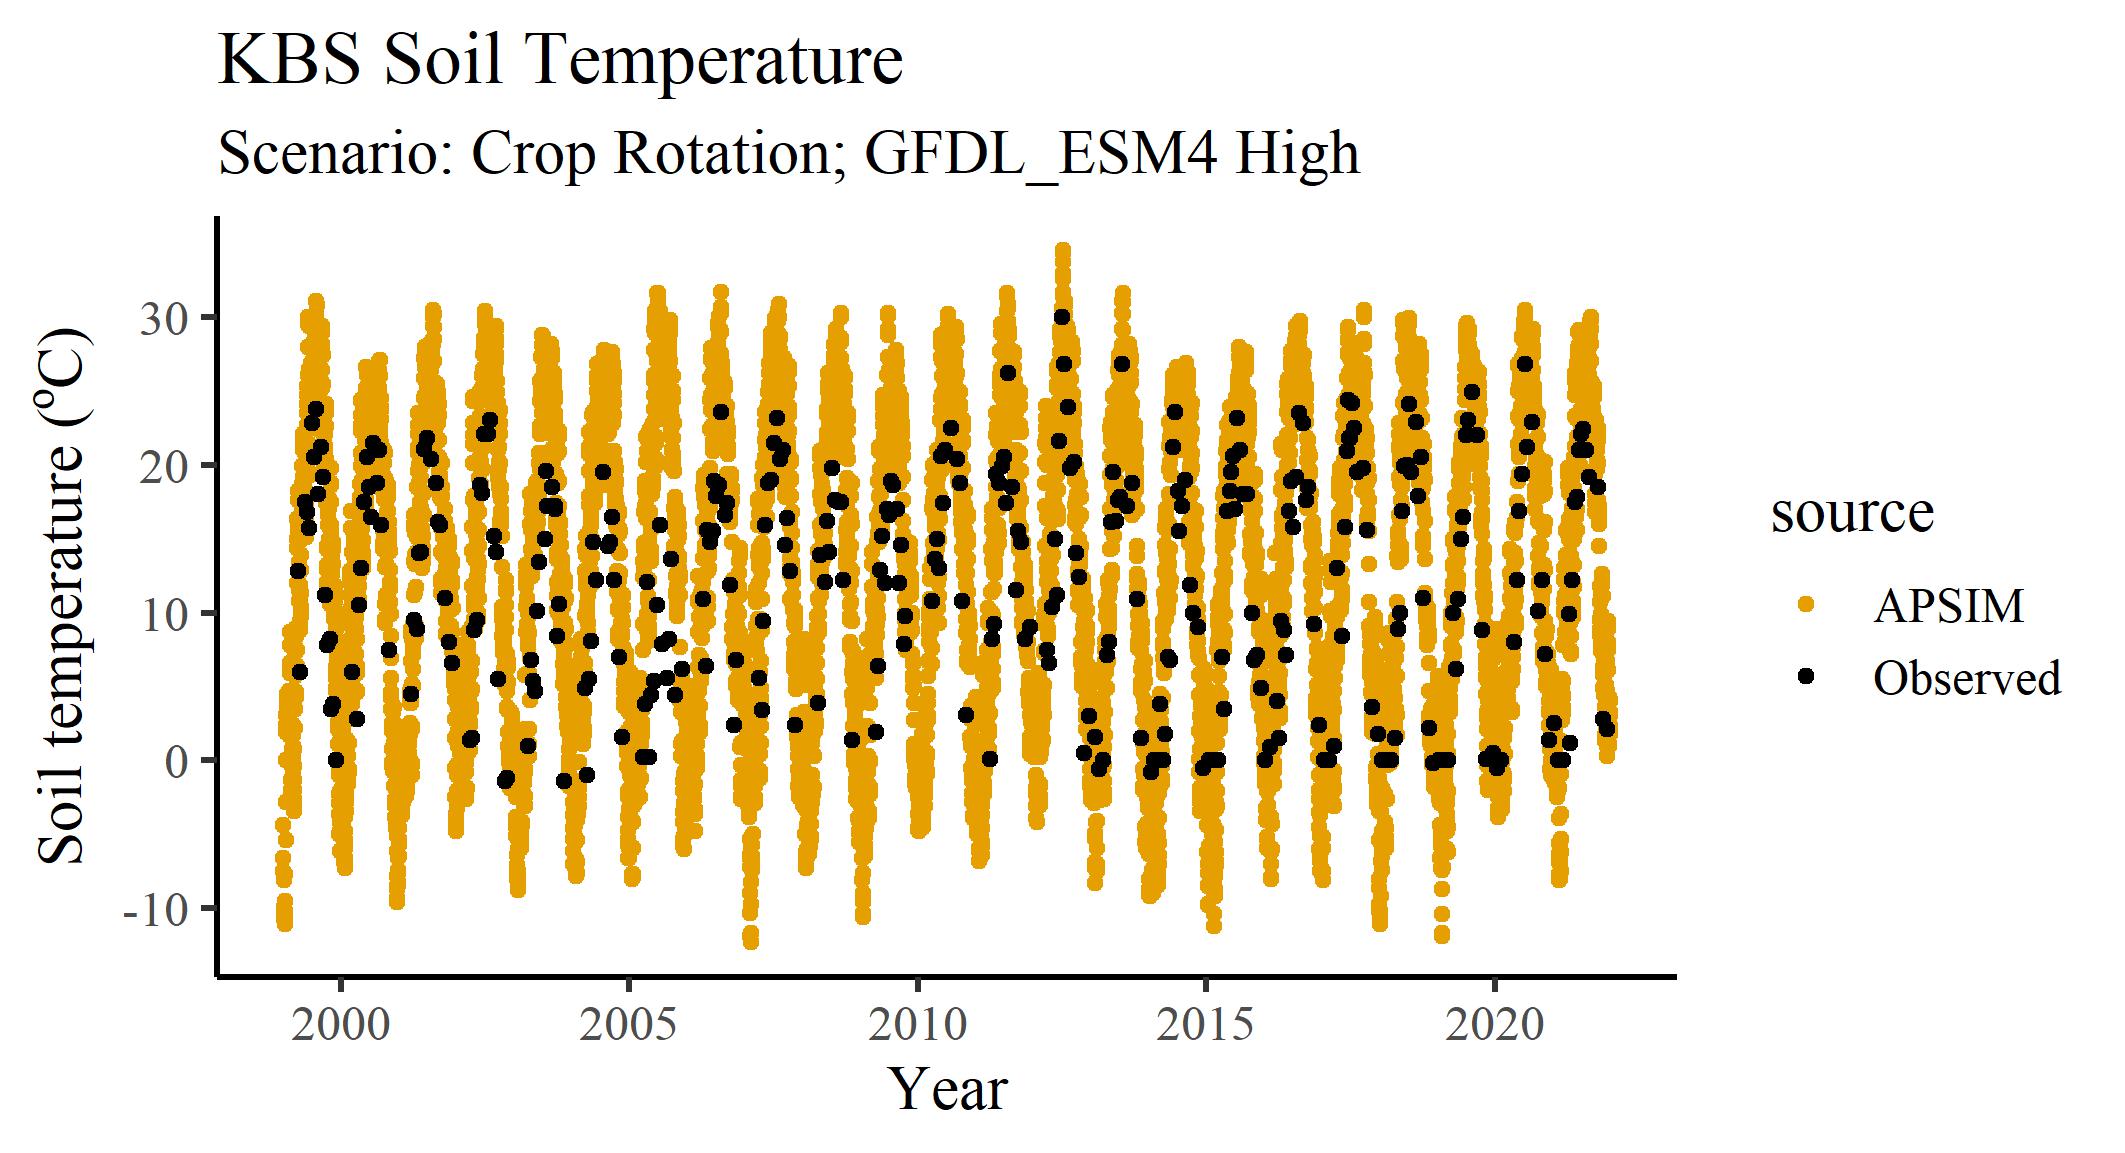 KBS Soil Temperature
Scenario: Crop Rotation; GFDL_ESM4 High
Soil temperature (ºC)
30
20
10
0
-10
2000 2005 2010 2015 2020
Year
source
APSIM
Observed